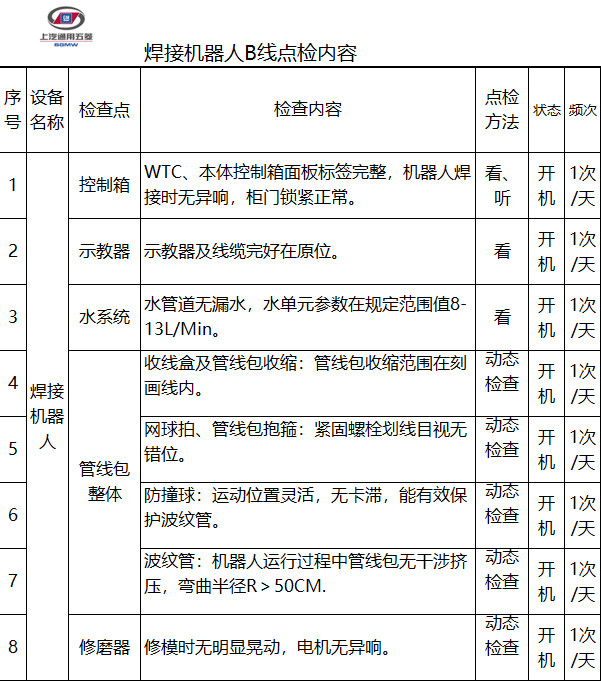 上汽通用五菱
SGMW
焊接机器人B线点检内容
序号 设备名称 检查点 检查内容 点检方法 状态 频次
1 控制箱 WTC、本体控制箱面板标签完整，机器人焊接时无异响，柜门锁紧正常。 看、听 开机 1次/天
2 示教器 示教器及线缆完好在原位。 看 开机 1次/天
3 水系统 水管道无漏水，水单元参数在规定范围值8-13L/Min。 看 开机 1次/天
焊接机器人
管线包整体
4 收线盒及管线包收缩：管线包收缩范围在刻画线内。 动态检查 开机 1次/天
5 网球拍、管线包抱箍：紧固螺栓划线目视无错位。 动态检查 开机 1次/天
6 防撞球：运动位置灵活，无卡滞，能有效保护波纹管。 动态检查 开机 1次/天
7 波纹管：机器人运行过程中管线包无干涉挤压，弯曲半径R＞50CM. 动态检查 开机 1次/天
8 修磨器 修模时无明显晃动，电机无异响。 动态检查 开机 1次/天